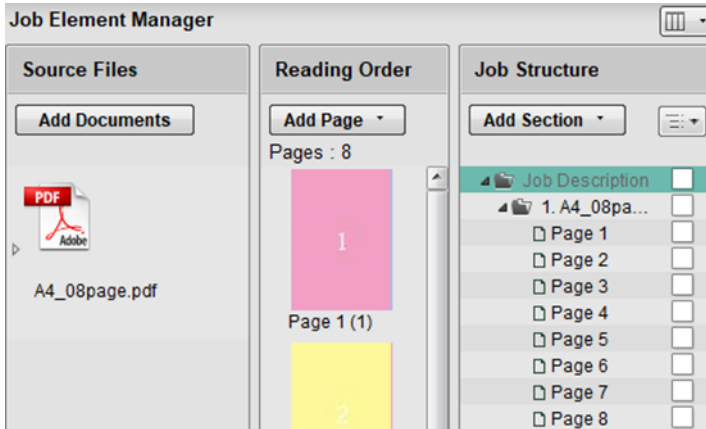 Job Element Manager
Source Files
Add Documents
PDF
Adobe
A4_08page.pdf
Reading Order
Add Page
Pages : 8
1
Page 1 (1)
2
Job Structure
Add Section
Job Description
1. A4_08pa...
Page 1
Page 2
Page 3
Page 4
Page 5
Page 6
Page 7
Page 8